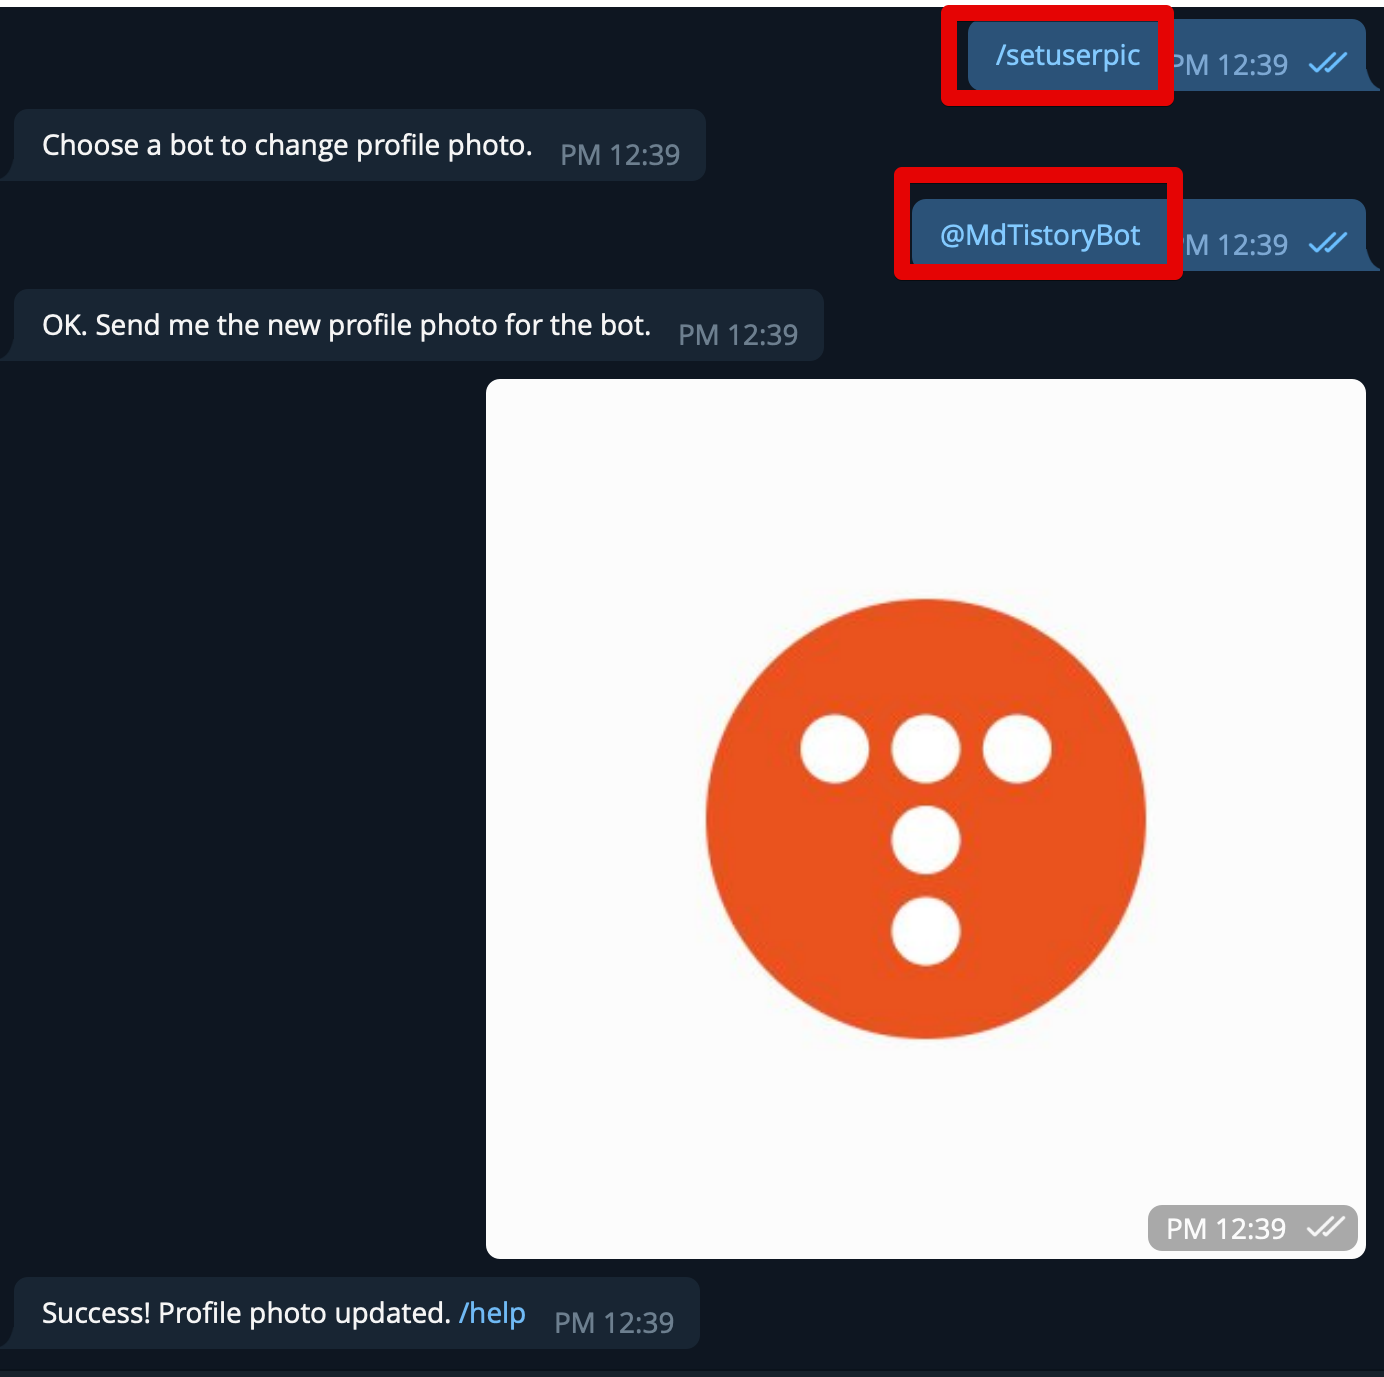 /setuserpic PM 12:39
Choose a bot to change profile photo. PM 12:39
@MdTistoryBot PM 12:39
OK. Send me the new profile photo for the bot. PM 12:39
PM 12:39
Success! Profile photo updated. /help PM 12:39